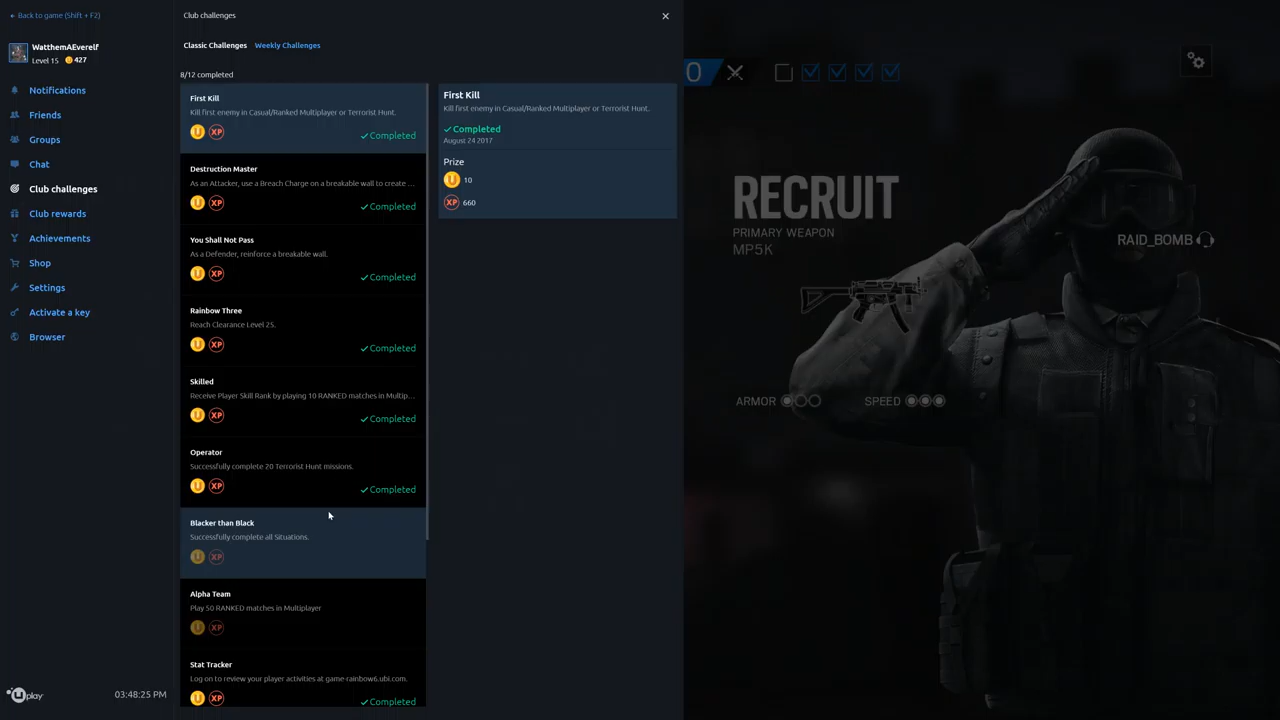 Back to game (Shift + F2)
WatthemAEverelf
Level 15 427
Notifications
Friends
Groups
Chat
Club challenges
Club rewards
Achievements
Shop
Settings
Activate a key
Browser
uplay
03:48:25 PM
Club challenges
Classic Challenges Weekly Challenges
8/12 completed
First Kill
Kill first enemy in Casual/Ranked Multiplayer or Terrorist Hunt.
U XP Completed
Destruction Master
As an Attacker, use a Breach Charge on a breakable wall to create ...
U XP Completed
You Shall Not Pass
As a Defender, reinforce a breakable wall.
U XP Completed
Rainbow Three
Reach Clearance Level 25.
U XP Completed
Skilled
Receive Player Skill Rank by playing 10 RANKED matches in Multip...
U XP Completed
Operator
Successfully complete 20 Terrorist Hunt missions.
U XP Completed
Blacker than Black
Successfully complete all Situations.
U XP
Alpha Team
Play 50 RANKED matches in Multiplayer
U XP
Stat Tracker
Log on to review your player activities at game-rainbow6.ubi.com.
U XP Completed
First Kill
Kill first enemy in Casual/Ranked Multiplayer or Terrorist Hunt.
Completed
August 24 2017
Prize
U 10
XP 660
0
RECRUIT
PRIMARY WEAPON
MP5K
RAID_BOMB
ARMOR SPEED